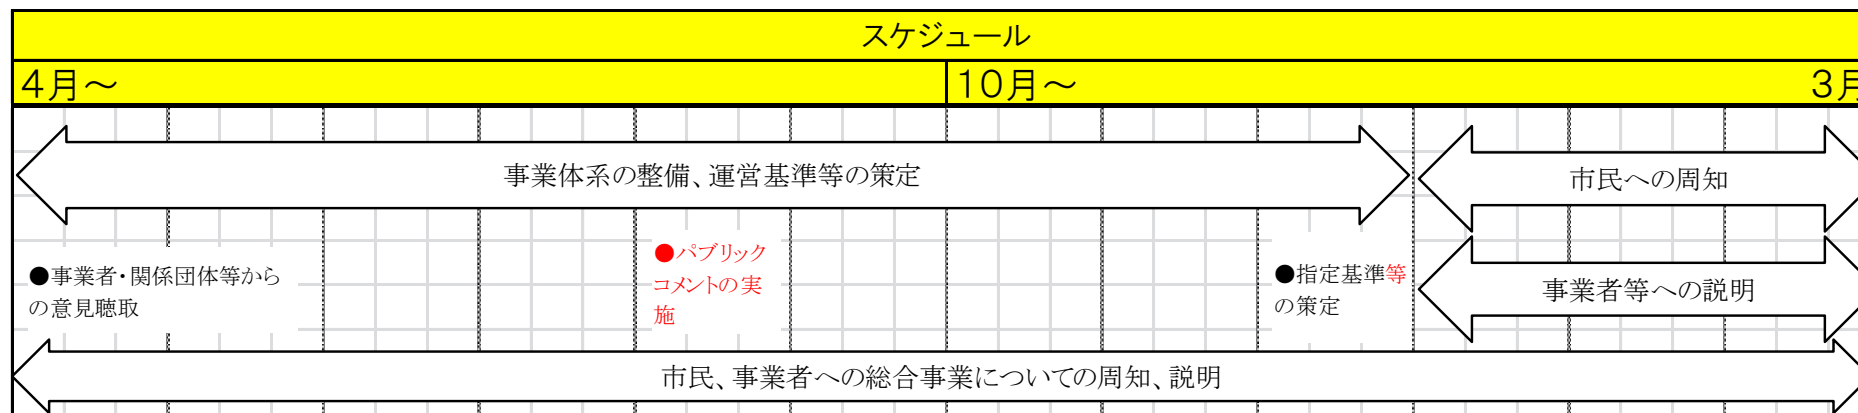 スケジュール
4月～
10月～
3月
事業体系の整備、運営基準等の策定
市民への周知
●事業者・関係団体等から
の意見聴取
●パブリック
コメントの実
施
●指定基準等
の策定
事業者等への説明
市民、事業者への総合事業についての周知、説明